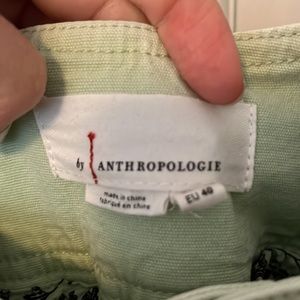 by ANTHROPOLOGIE
made in china
fabriqué en chine
EU 40